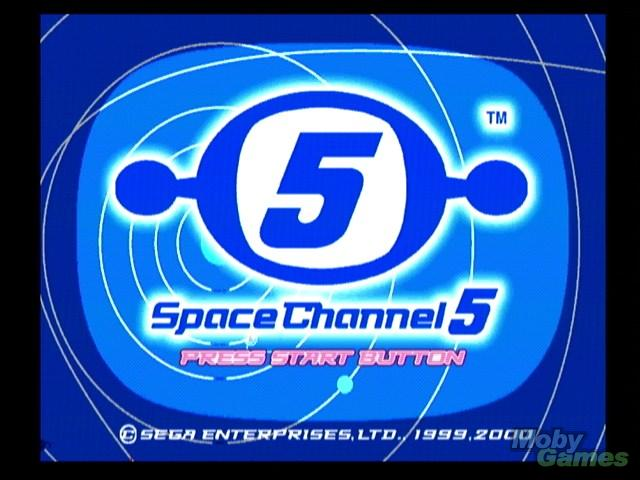 5
TM
Space Channel 5
PRESS START BUTTON
© SEGA ENTERPRISES, LTD., 1999, 2000
Moby
Games